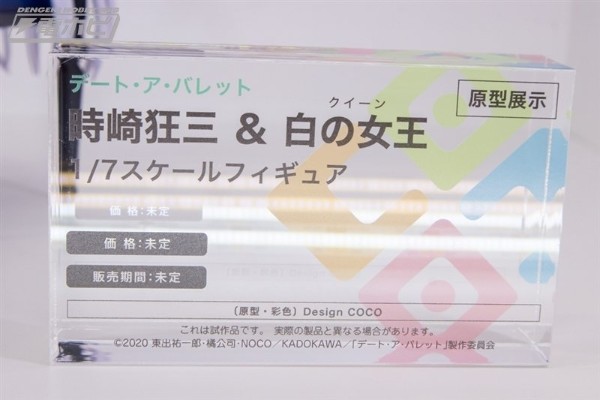 DENGEKI HOBBY WEB
電ホビ
デート・ア・バレット
原型展示
クイーン
時崎狂三 & 白の女王
1/7スケールフィギュア
価 格：未定
価 格：未定
販売期間：未定
〔原型・彩色〕Design COCO
これは試作品です。 実際の製品と異なる場合があります。
©2020 東出祐一郎・橘公司・NOCO／KADOKAWA／「デート・ア・バレット」製作委員会